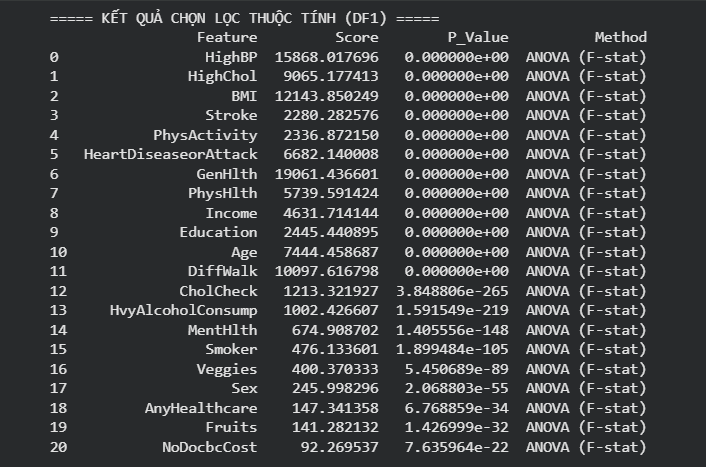 ===== KẾT QUẢ CHỌN LỌC THUỘC TÍNH (DF1) =====
Feature Score P_Value Method
0 HighBP 15868.017696 0.000000e+00 ANOVA (F-stat)
1 HighChol 9065.177413 0.000000e+00 ANOVA (F-stat)
2 BMI 12143.850249 0.000000e+00 ANOVA (F-stat)
3 Stroke 2280.282576 0.000000e+00 ANOVA (F-stat)
4 PhysActivity 2336.872150 0.000000e+00 ANOVA (F-stat)
5 HeartDiseaseorAttack 6682.140008 0.000000e+00 ANOVA (F-stat)
6 GenHlth 19061.436601 0.000000e+00 ANOVA (F-stat)
7 PhysHlth 5739.591424 0.000000e+00 ANOVA (F-stat)
8 Income 4631.714144 0.000000e+00 ANOVA (F-stat)
9 Education 2445.440895 0.000000e+00 ANOVA (F-stat)
10 Age 7444.458687 0.000000e+00 ANOVA (F-stat)
11 DiffWalk 10097.616798 0.000000e+00 ANOVA (F-stat)
12 CholCheck 1213.321927 3.848806e-265 ANOVA (F-stat)
13 HvyAlcoholConsump 1002.426607 1.591549e-219 ANOVA (F-stat)
14 MentHlth 674.908702 1.405556e-148 ANOVA (F-stat)
15 Smoker 476.133601 1.899484e-105 ANOVA (F-stat)
16 Veggies 400.370333 5.450689e-89 ANOVA (F-stat)
17 Sex 245.998296 2.068803e-55 ANOVA (F-stat)
18 AnyHealthcare 147.341358 6.768859e-34 ANOVA (F-stat)
19 Fruits 141.282132 1.426999e-32 ANOVA (F-stat)
20 NoDocbcCost 92.269537 7.635964e-22 ANOVA (F-stat)